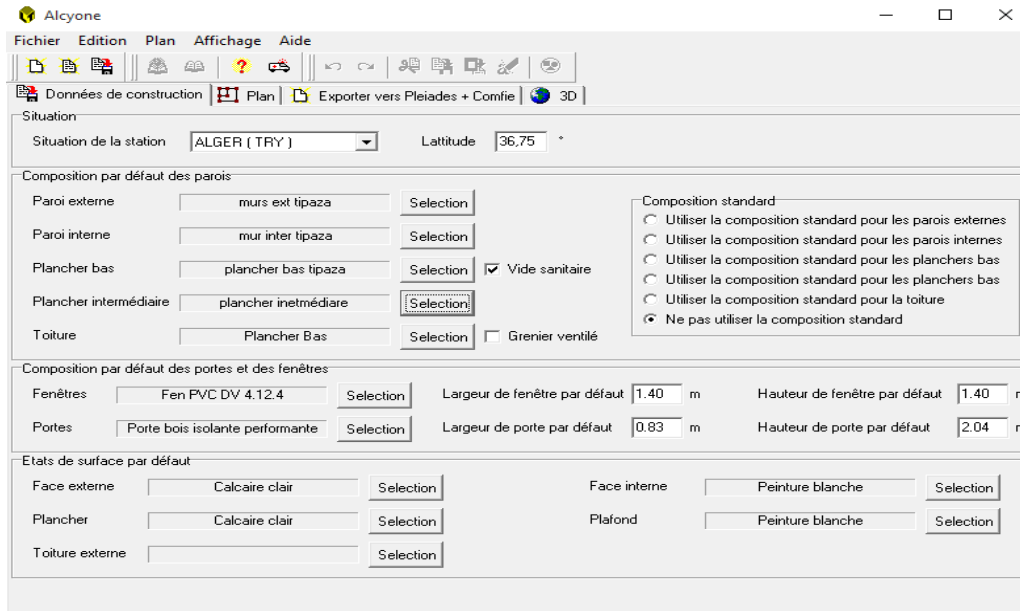 Alcyone
Fichier Edition Plan Affichage Aide
Données de construction Plan Exporter vers Pleiades + Comfie 3D
Situation
Situation de la station ALGER ( TRY ) Lattitude 36,75 °
Composition par défaut des parois
Paroi externe murs ext tipaza Selection
Paroi interne mur inter tipaza Selection
Plancher bas plancher bas tipaza Selection Vide sanitaire
Plancher intermédiaire plancher inetmédiare Selection
Toiture Plancher Bas Selection Grenier ventilé
Composition standard
Utiliser la composition standard pour les parois externes
Utiliser la composition standard pour les parois internes
Utiliser la composition standard pour les planchers bas
Utiliser la composition standard pour les planchers bas
Utiliser la composition standard pour la toiture
Ne pas utiliser la composition standard
Composition par défaut des portes et des fenêtres
Fenêtres Fen PVC DV 4.12.4 Selection Largeur de fenêtre par défaut 1.40 m Hauteur de fenêtre par défaut 1.40
Portes Porte bois isolante performante Selection Largeur de porte par défaut 0.83 m Hauteur de porte par défaut 2.04
Etats de surface par défaut
Face externe Calcaire clair Selection Face interne Peinture blanche Selection
Plancher Calcaire clair Selection Plafond Peinture blanche Selection
Toiture externe Selection